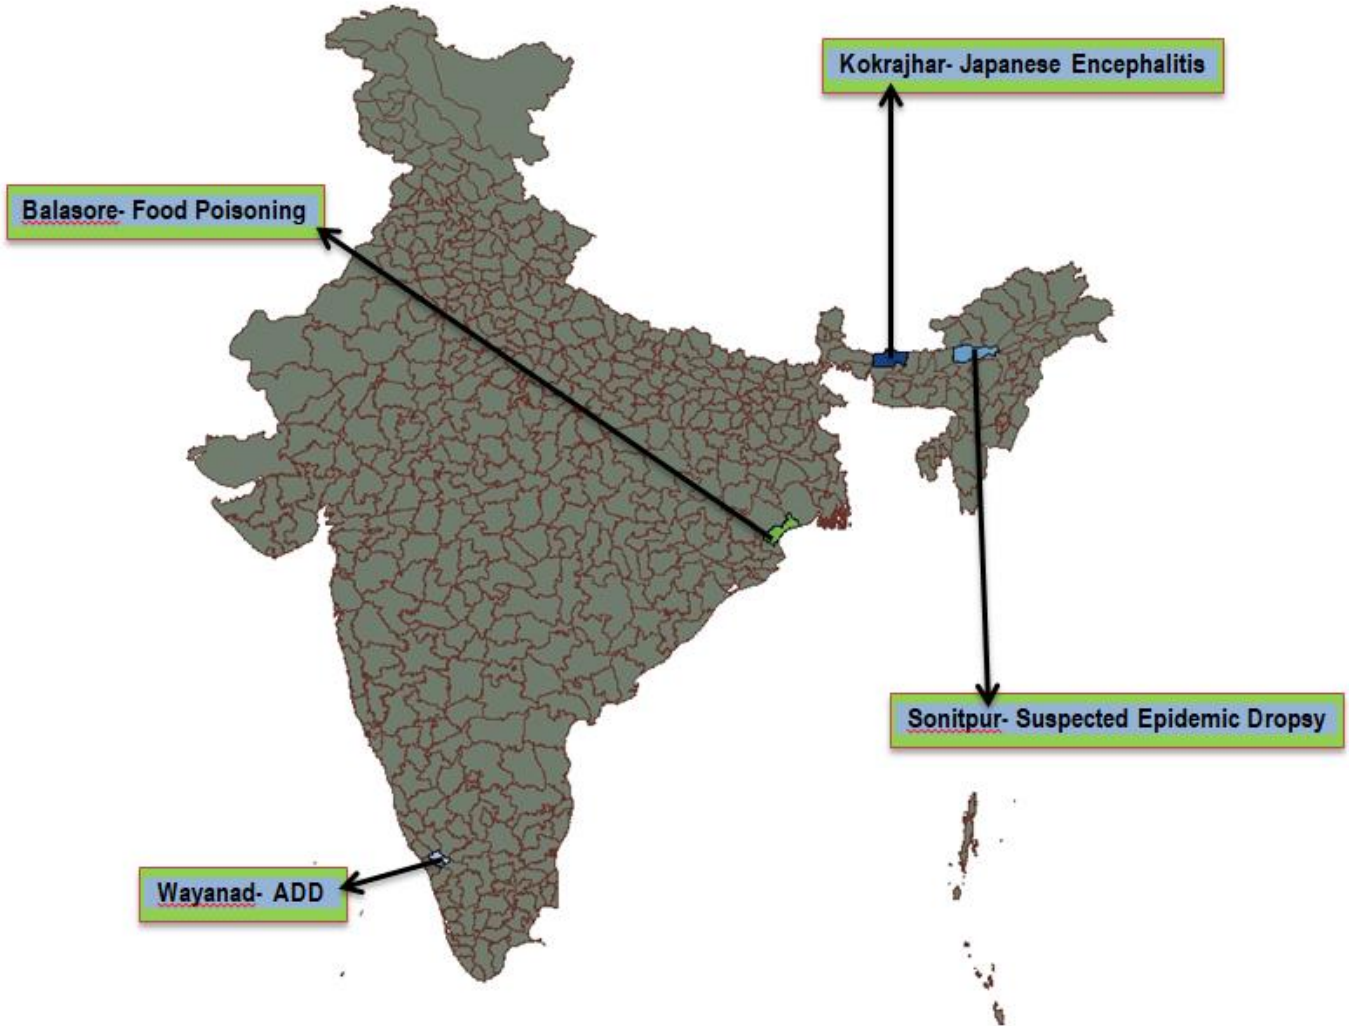 Kokrajhar- Japanese Encephalitis
Balasore- Food Poisoning
Sonitpur- Suspected Epidemic Dropsy
Wayanad- ADD